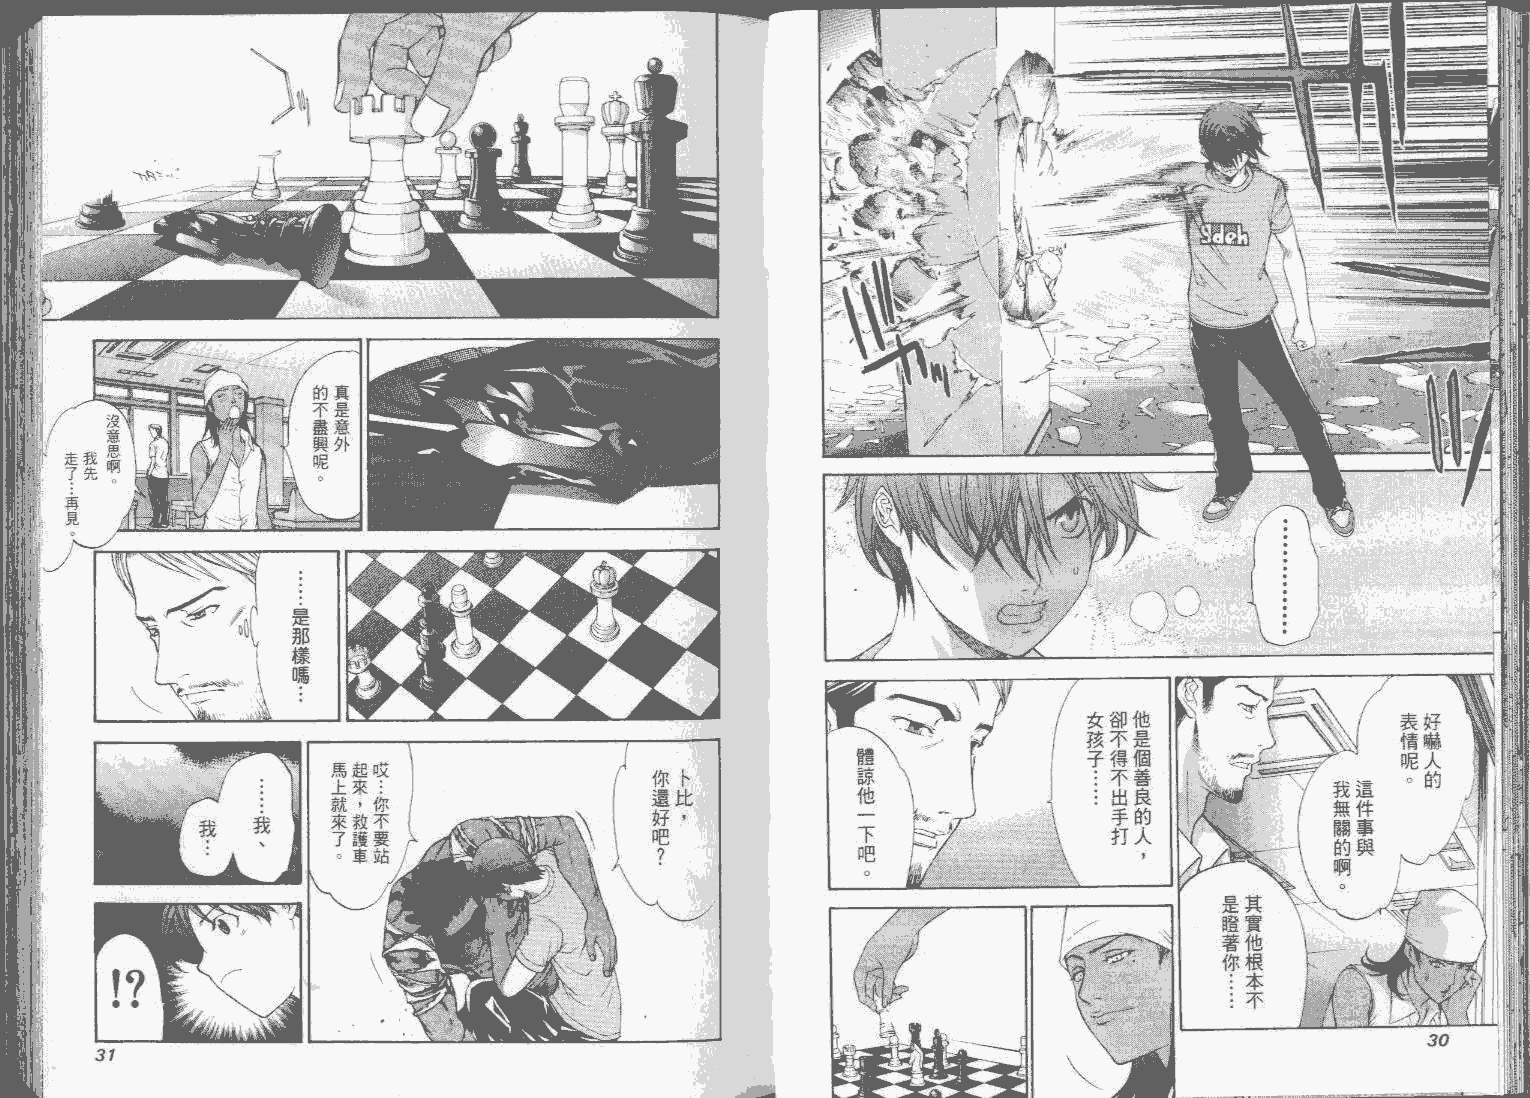 9deh
…………
好嚇人的
表情呢。
這件事與
我無關的啊。
其實他根本不
是瞪著你……
他是個善良的人，
卻不得不出手打
女孩子……
體諒他一下吧。
30
真是意外
的不盡興呢。
沒意思啊。
我先
走了…再見。
……是那樣嗎…
卜比，
你還好吧？
哎…你不要站
起來，救護車
馬上就來了。
………我、
我…
!?
31